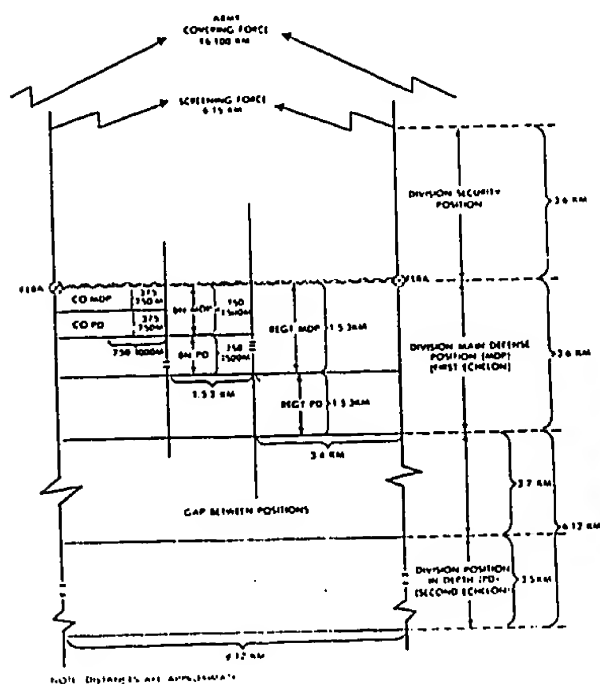 ARMY
COVERING FORCE
16-100 KM
SCREENING FORCE
6-15 KM
DIVISION SECURITY
POSITION
3-6 KM
FEBA
FEBA
CO MDP
375
750 M
CO PD
375
750M
750-1000M
BN MDP
750
1500M
BN PD
750
1500M
1.5-3 KM
REGT MDP
1.5-3KM
REGT PD
1.5-3KM
3-6 KM
DIVISION MAIN DEFENSE
POSITION (MDP)
(FIRST ECHELON)
3-6 KM
GAP BETWEEN POSITIONS
3-7 KM
6-12 KM
DIVISION POSITION
IN DEPTH (PD)
(SECOND ECHELON)
3-5 KM
6-12 KM
NOTE: DISTANCES ARE APPROXIMATE